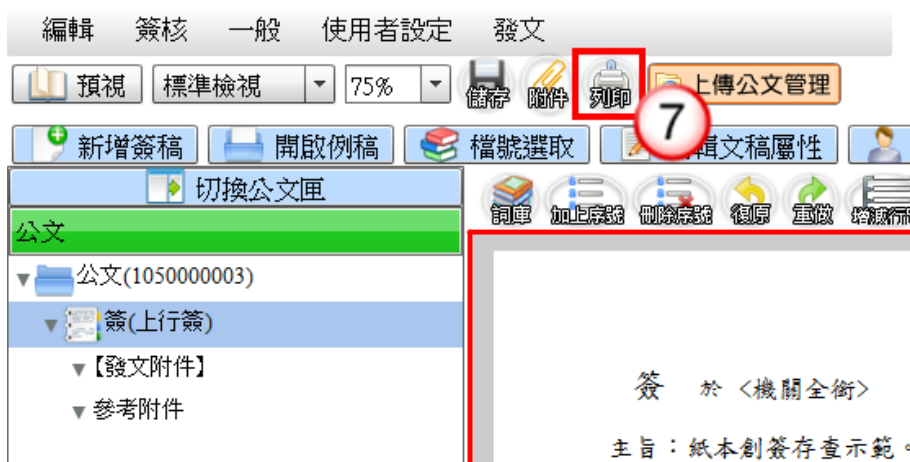 編輯 簽核 一般 使用者設定 發文
預視 標準檢視 75% 儲存 附件 列印 上傳公文管理
7
新增簽稿 開啟例稿 檔號選取 編輯文稿屬性
切換公文匣 詞庫 加上序號 刪除序號 復原 重做 增減行
公文
公文(1050000003)
簽(上行簽)
【發文附件】
參考附件
簽 於 <機關全銜>
主旨：紙本創簽存查示範。